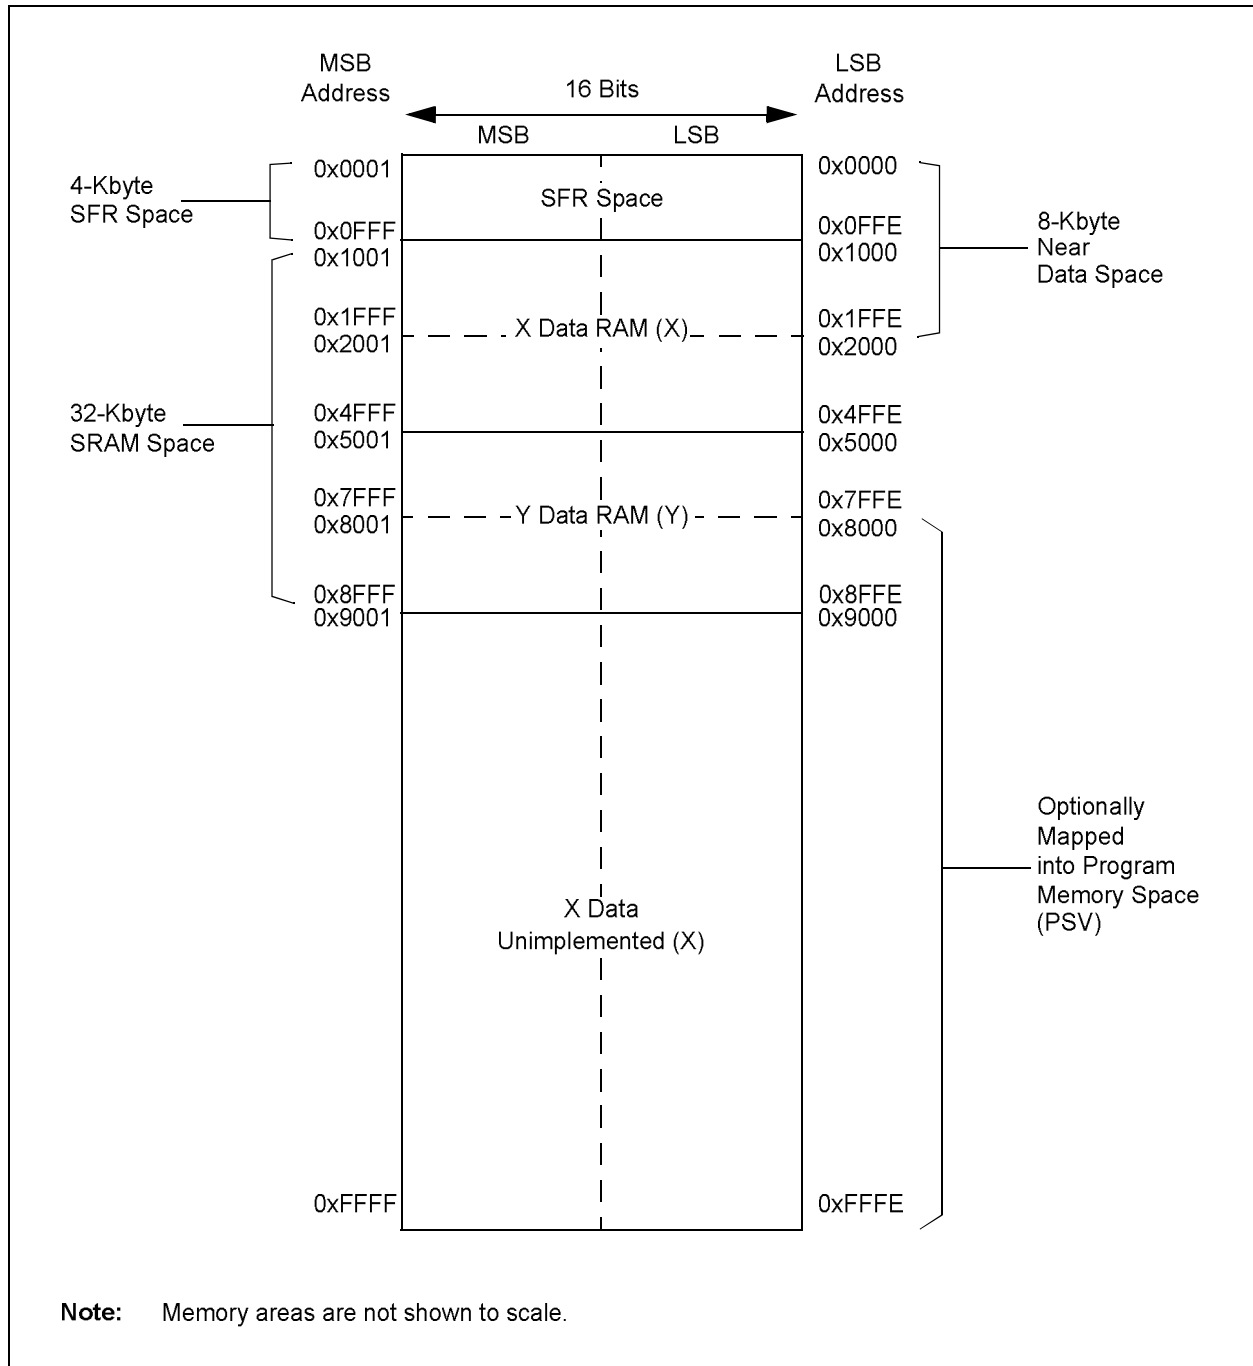 MSB
Address
16 Bits
LSB
Address
MSB
LSB
4-Kbyte
SFR Space
0x0001
0x0FFF
0x1001
SFR Space
0x0000
0x0FFE
0x1000
8-Kbyte
Near
Data Space
0x1FFF
0x2001
X Data RAM (X)
0x1FFE
0x2000
32-Kbyte
SRAM Space
0x4FFF
0x5001
0x4FFE
0x5000
0x7FFF
0x8001
Y Data RAM (Y)
0x7FFE
0x8000
0x8FFF
0x9001
0x8FFE
0x9000
X Data
Unimplemented (X)
Optionally
Mapped
into Program
Memory Space
(PSV)
0xFFFF
0xFFFE
Note: Memory areas are not shown to scale.